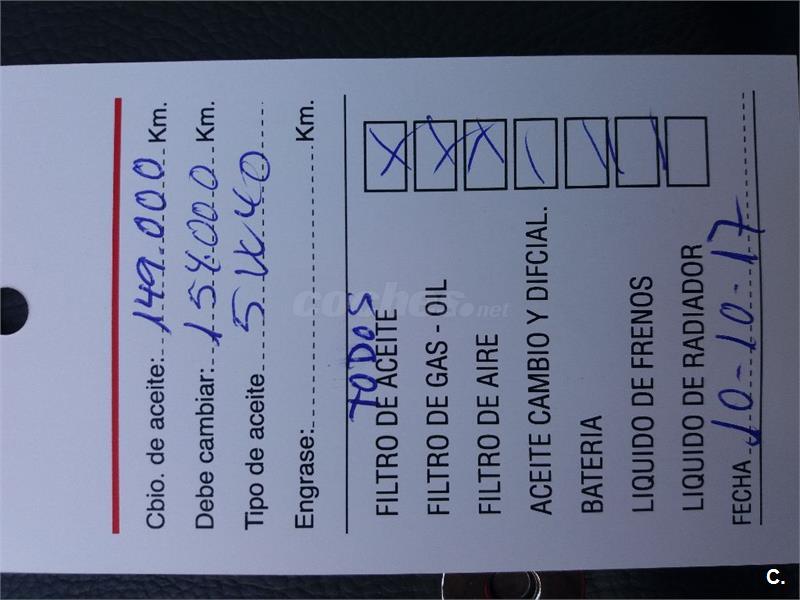 Cbio. de aceite: 149.000 Km.
Debe cambiar: 154.000 Km.
Tipo de aceite 5W40
Engrase: Km.
TODOS
FILTRO DE ACEITE
FILTRO DE GAS - OIL
FILTRO DE AIRE
ACEITE CAMBIO Y DIFCIAL.
BATERIA
LIQUIDO DE FRENOS
LIQUIDO DE RADIADOR
FECHA 10-10-17
coches.net
C.